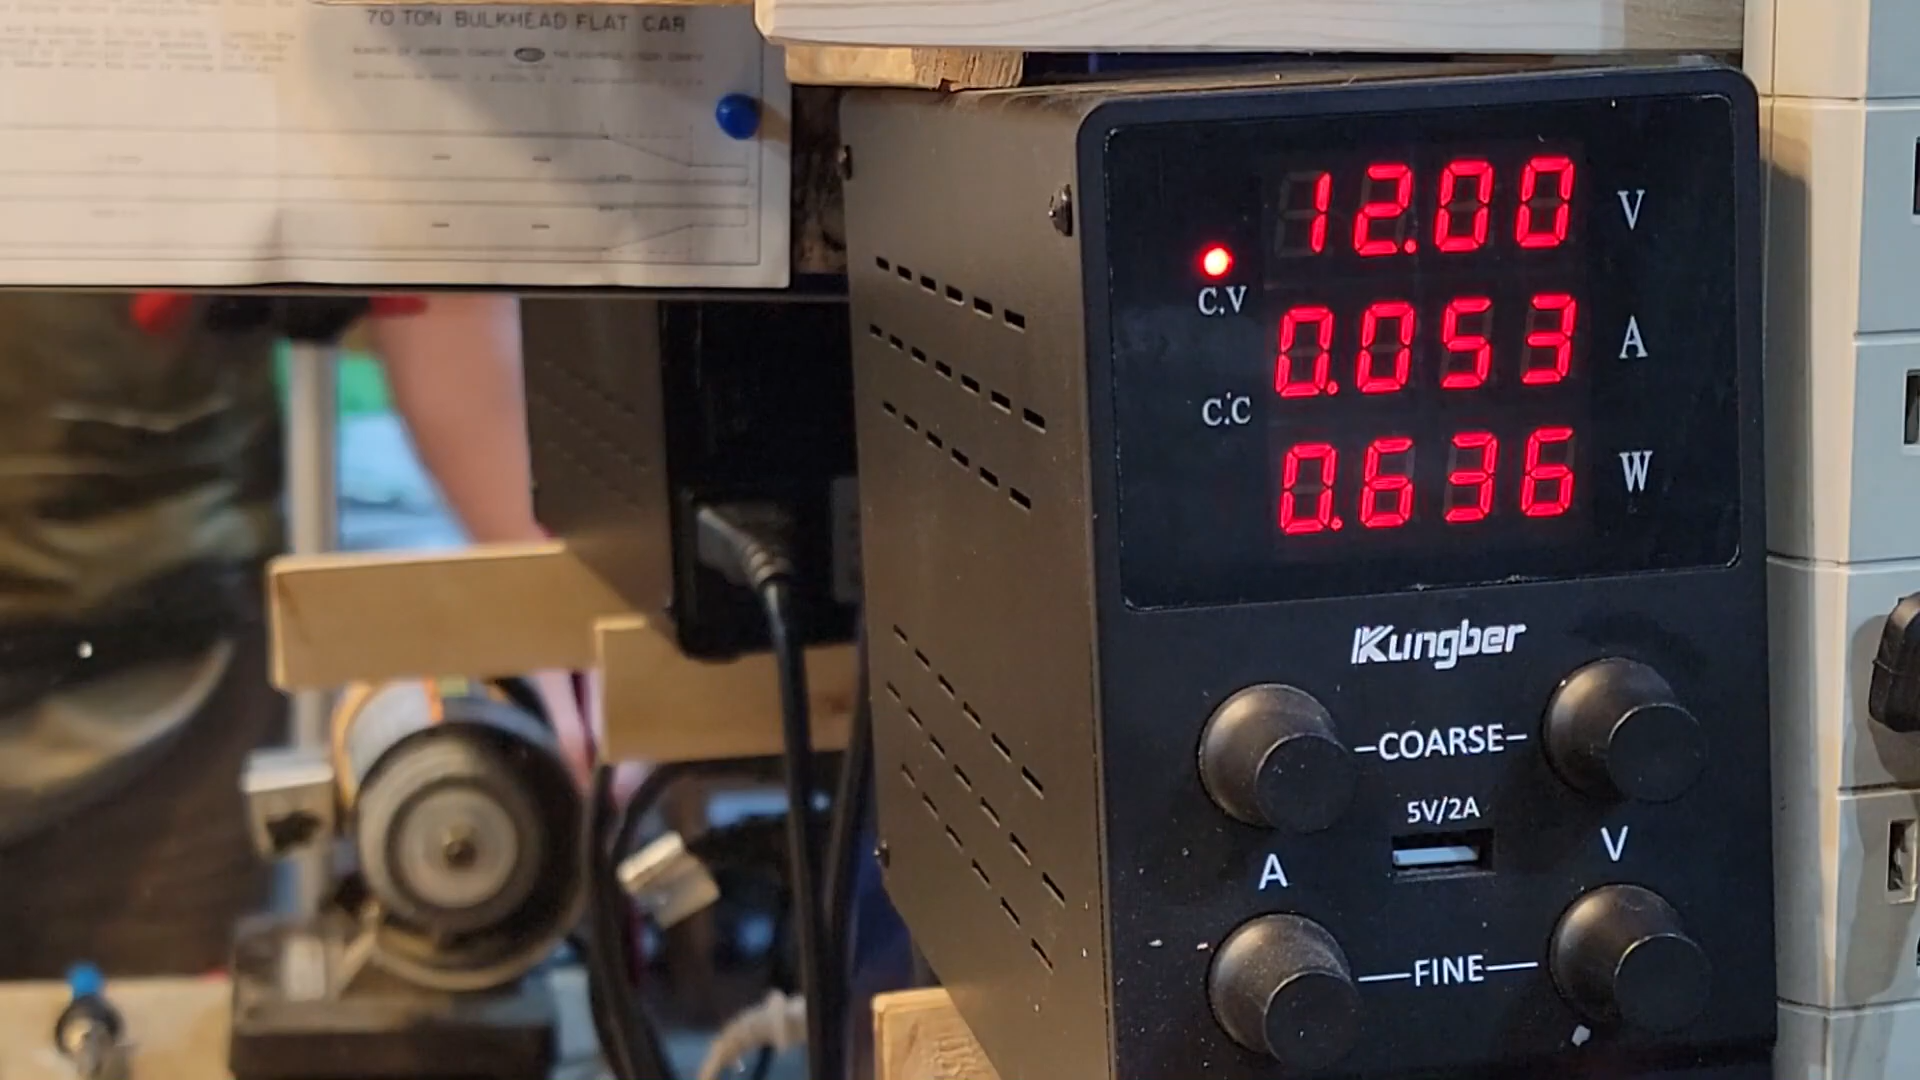 70 TON BULKHEAD FLAT CAR
12.00 V
C.V
0.053 A
C.C
0.636 W
Kungber
COARSE
5V/2A
A V
FINE